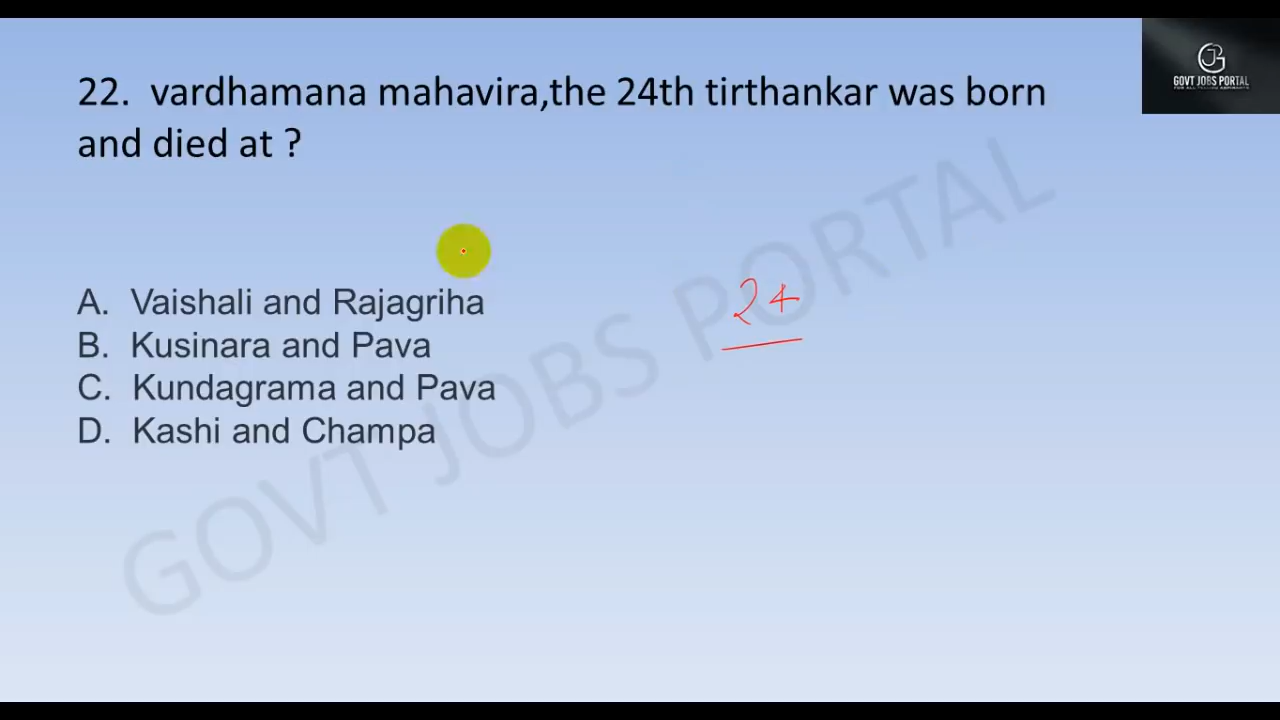 22. vardhamana mahavira,the 24th tirthankar was born
and died at ?
A. Vaishali and Rajagriha
B. Kusinara and Pava
C. Kundagrama and Pava
D. Kashi and Champa
24
GOVT JOBS PORTAL
GOVT JOBS PORTAL